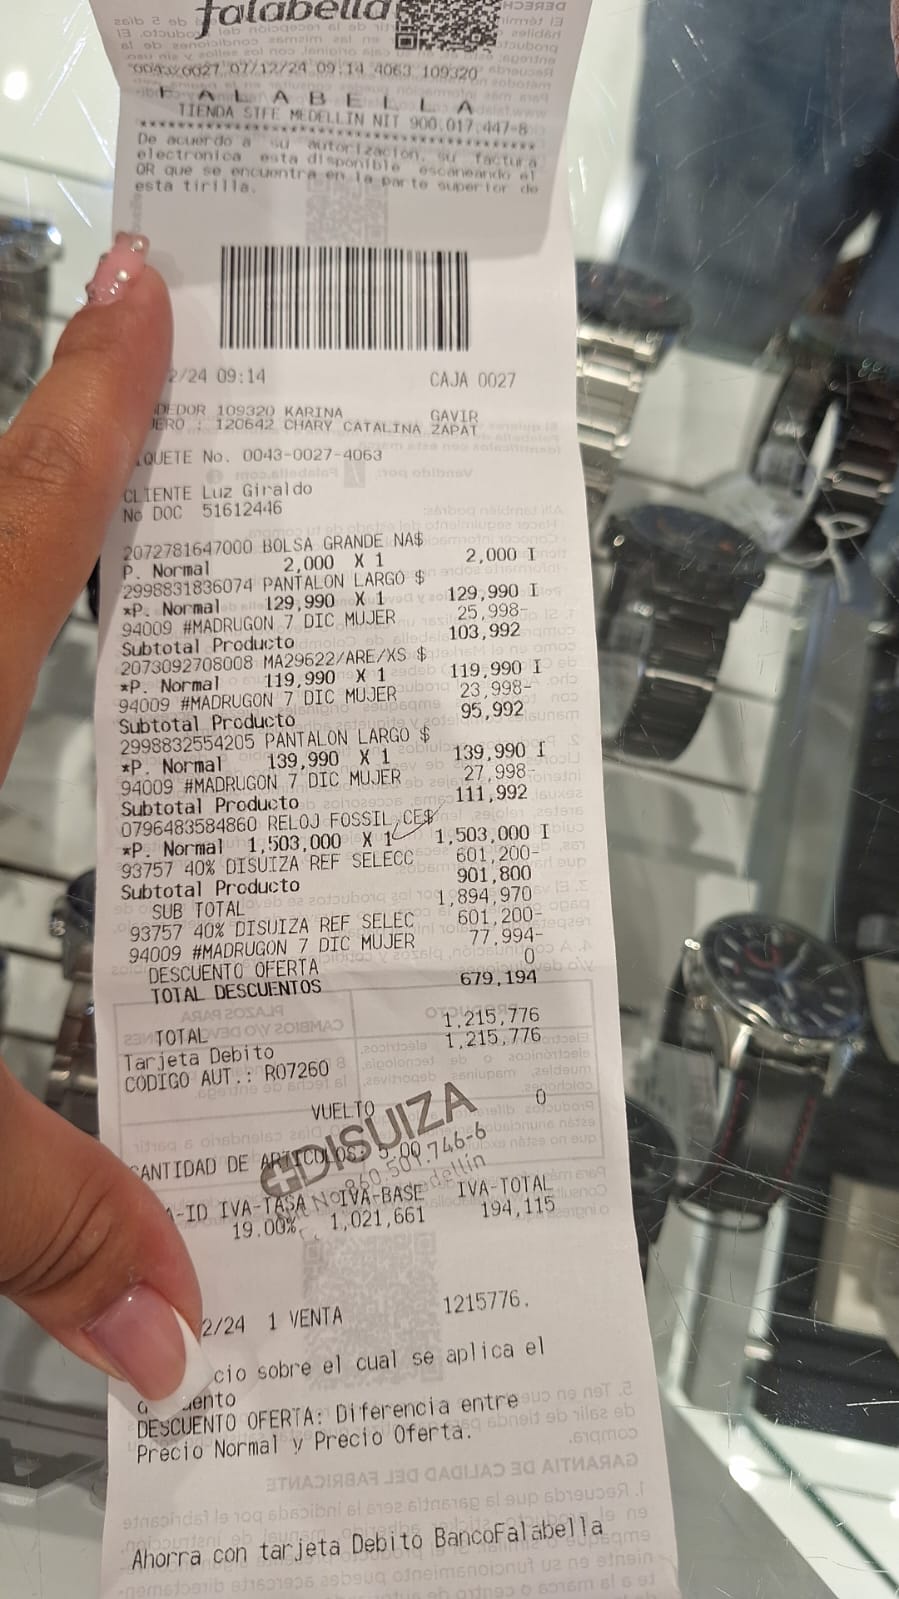 falabella
0043 0027 07/12/24 09:14 4063 109320
F A L A B E L L A
TIENDA STFE MEDELLIN NIT 900.017.447-8
De acuerdo a su autorización, su factura
electronica esta disponible escaneando el
QR que se encuentra en la parte superior de
esta tirilla.
2/24 09:14 CAJA 0027
DEDOR 109320 KARINA GAVIR
JERO : 120642 CHARY CATALINA ZAPAT
QUETE No. 0043-0027-4063
CLIENTE Luz Giraldo
No DOC 51612446
2072781647000 BOLSA GRANDE NA$
P. Normal 2,000 X 1 2,000 I
2998831836074 PANTALON LARGO $
*P. Normal 129,990 X 1 129,990 I
94009 #MADRUGON 7 DIC MUJER 25,998-
Subtotal Producto 103,992
2073092708008 MA29622/ARE/XS $
*P. Normal 119,990 X 1 119,990 I
94009 #MADRUGON 7 DIC MUJER 23,998-
Subtotal Producto 95,992
2998832554205 PANTALON LARGO $
*P. Normal 139,990 X 1 139,990 I
94009 #MADRUGON 7 DIC MUJER 27,998-
Subtotal Producto 111,992
0796483584860 RELOJ FOSSIL,CE$
*P. Normal 1,503,000 X 1 1,503,000 I
93757 40% DISUIZA REF SELECC 601,200-
Subtotal Producto 901,800
SUB TOTAL 1,894,970
93757 40% DISUIZA REF SELEC 601,200-
94009 #MADRUGON 7 DIC MUJER 77,994-
DESCUENTO OFERTA 0
TOTAL DESCUENTOS 679,194
TOTAL 1,215,776
Tarjeta Debito 1,215,776
CODIGO AUT.: R07260
VUELTO 0
CANTIDAD DE ARTICULOS: 5.00
DISUIZA
860.509.746-6
Medellín
A-ID IVA-TASA IVA-BASE IVA-TOTAL
19.00% 1,021,661 194,115
2/24 1 VENTA 1215776.
cio sobre el cual se aplica el
uento
DESCUENTO OFERTA: Diferencia entre
Precio Normal y Precio Oferta.
Ahorra con tarjeta Debito BancoFalabella